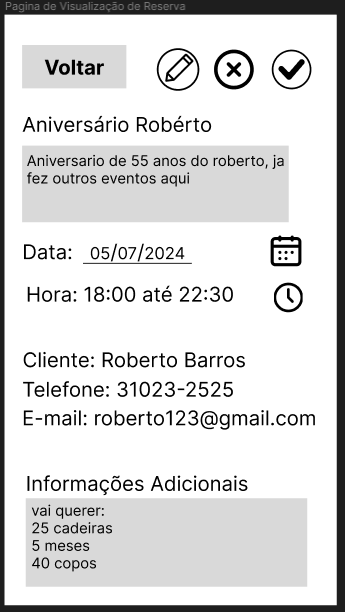 Pagina de Visualização de Reserva
Voltar
Aniversário Robérto
Aniversario de 55 anos do roberto, ja
fez outros eventos aqui
Data: 05/07/2024
Hora: 18:00 até 22:30
Cliente: Roberto Barros
Telefone: 31023-2525
E-mail: roberto123@gmail.com
Informações Adicionais
vai querer:
25 cadeiras
5 meses
40 copos